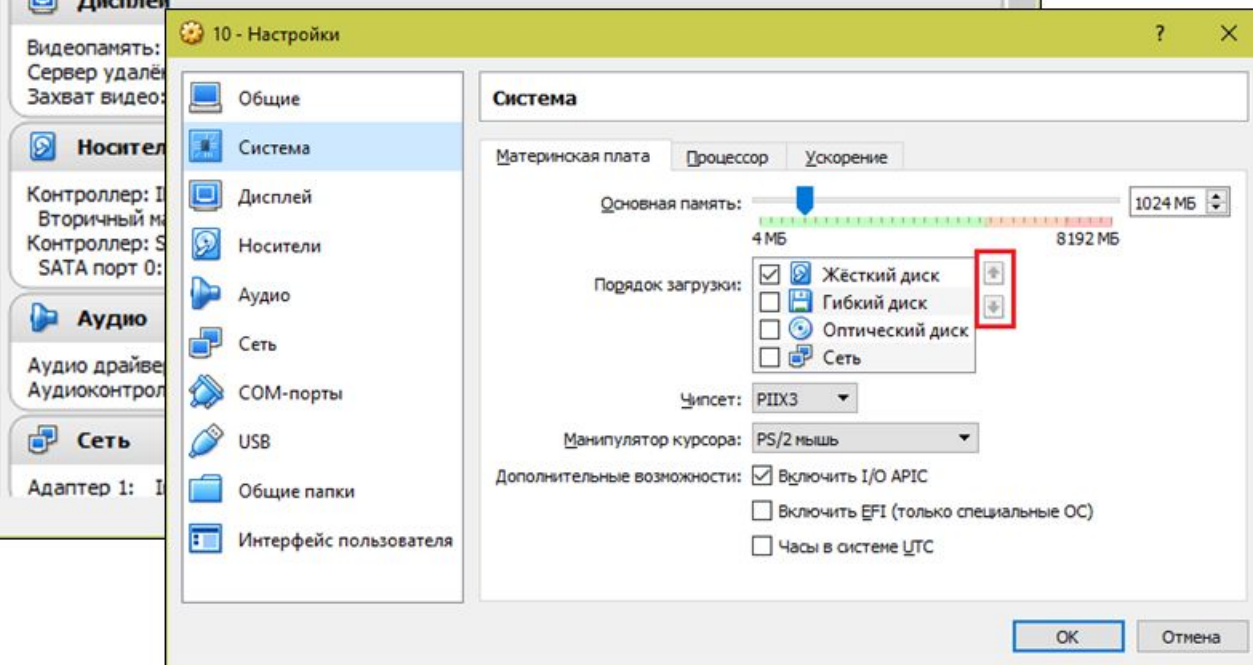 Дисплей
Видеопамять:
Сервер удалё
Захват видео:
Носител
Контроллер: I
Вторичный ма
Контроллер: S
SATA порт 0:
Аудио
Аудио драйве
Аудиоконтрол
Сеть
Адаптер 1: I
10 - Настройки
? ×
Общие
Система
Дисплей
Носители
Аудио
Сеть
COM-порты
USB
Общие папки
Интерфейс пользователя
Система
Материнская плата Процессор Ускорение
Основная память: 1024 МБ
4 МБ 8192 МБ
Порядок загрузки: Жёсткий диск
Гибкий диск
Оптический диск
Сеть
Чипсет: PIIX3
Манипулятор курсора: PS/2 мышь
Дополнительные возможности: Включить I/O APIC
Включить EFI (только специальные ОС)
Часы в системе UTC
OK Отмена